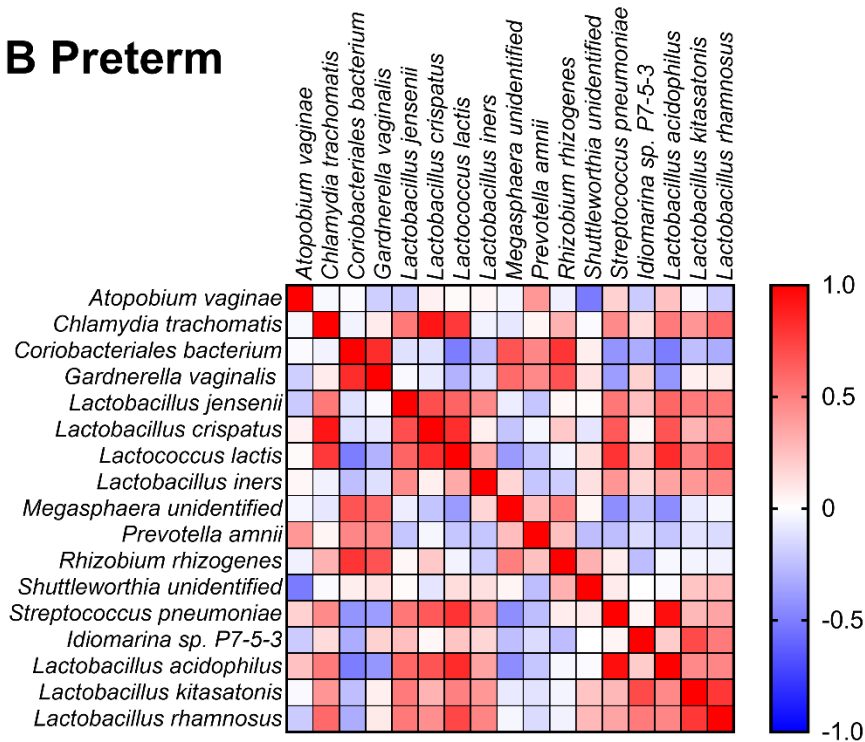 B Preterm
Atopobium vaginae
Chlamydia trachomatis
Coriobacteriales bacterium
Gardnerella vaginalis
Lactobacillus jensenii
Lactobacillus crispatus
Lactococcus lactis
Lactobacillus iners
Megasphaera unidentified
Prevotella amnii
Rhizobium rhizogenes
Shuttleworthia unidentified
Streptococcus pneumoniae
Idiomarina sp. P7-5-3
Lactobacillus acidophilus
Lactobacillus kitasatonis
Lactobacillus rhamnosus
Atopobium vaginae
Chlamydia trachomatis
Coriobacteriales bacterium
Gardnerella vaginalis
Lactobacillus jensenii
Lactobacillus crispatus
Lactococcus lactis
Lactobacillus iners
Megasphaera unidentified
Prevotella amnii
Rhizobium rhizogenes
Shuttleworthia unidentified
Streptococcus pneumoniae
Idiomarina sp. P7-5-3
Lactobacillus acidophilus
Lactobacillus kitasatonis
Lactobacillus rhamnosus
1.0
0.5
0
-0.5
-1.0